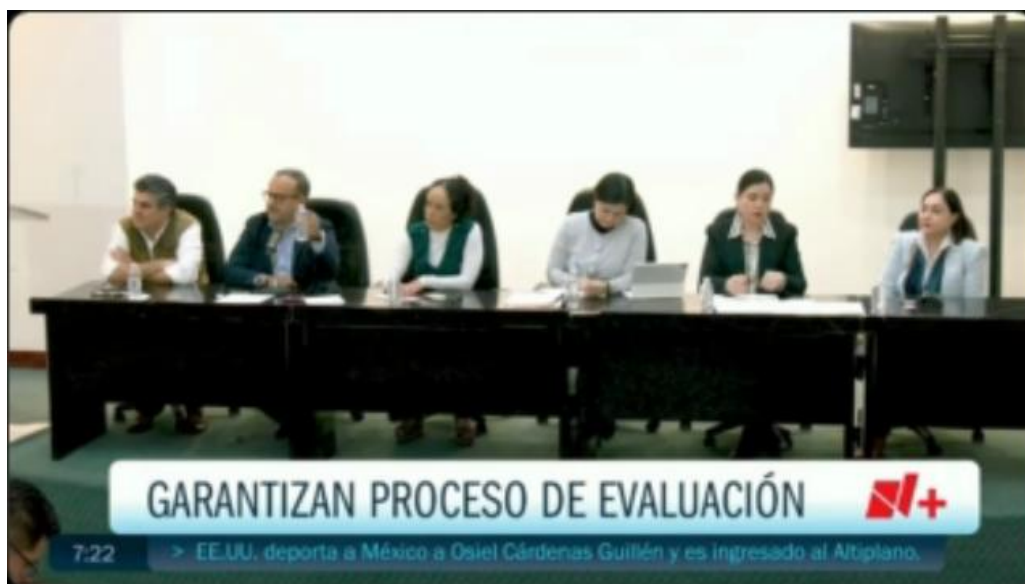 GARANTIZAN PROCESO DE EVALUACIÓN N+
7:22 > EE.UU. deporta a México a Osiel Cárdenas Guillén y es ingresado al Altiplano.